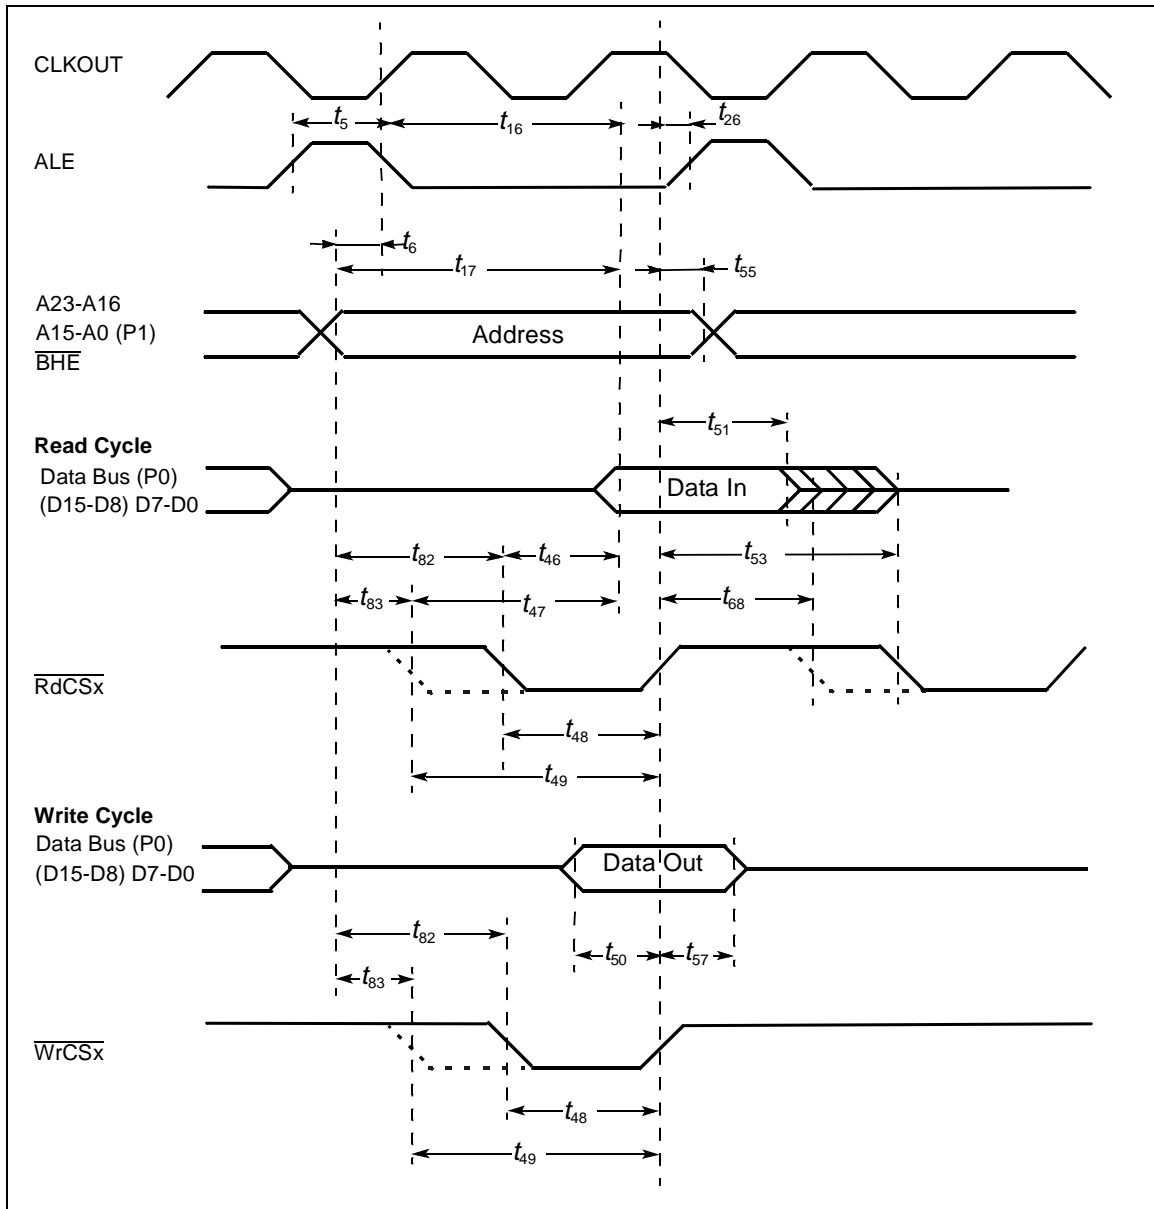 CLKOUT
t5
t16
t26
ALE
t6
t17
t55
A23-A16
A15-A0 (P1)
BHE
Address
t51
Read Cycle
Data Bus (P0)
(D15-D8) D7-D0
Data In
t82
t46
t53
t83
t47
t68
RdCSx
t48
t49
Write Cycle
Data Bus (P0)
(D15-D8) D7-D0
Data Out
t82
t50
t57
t83
WrCSx
t48
t49